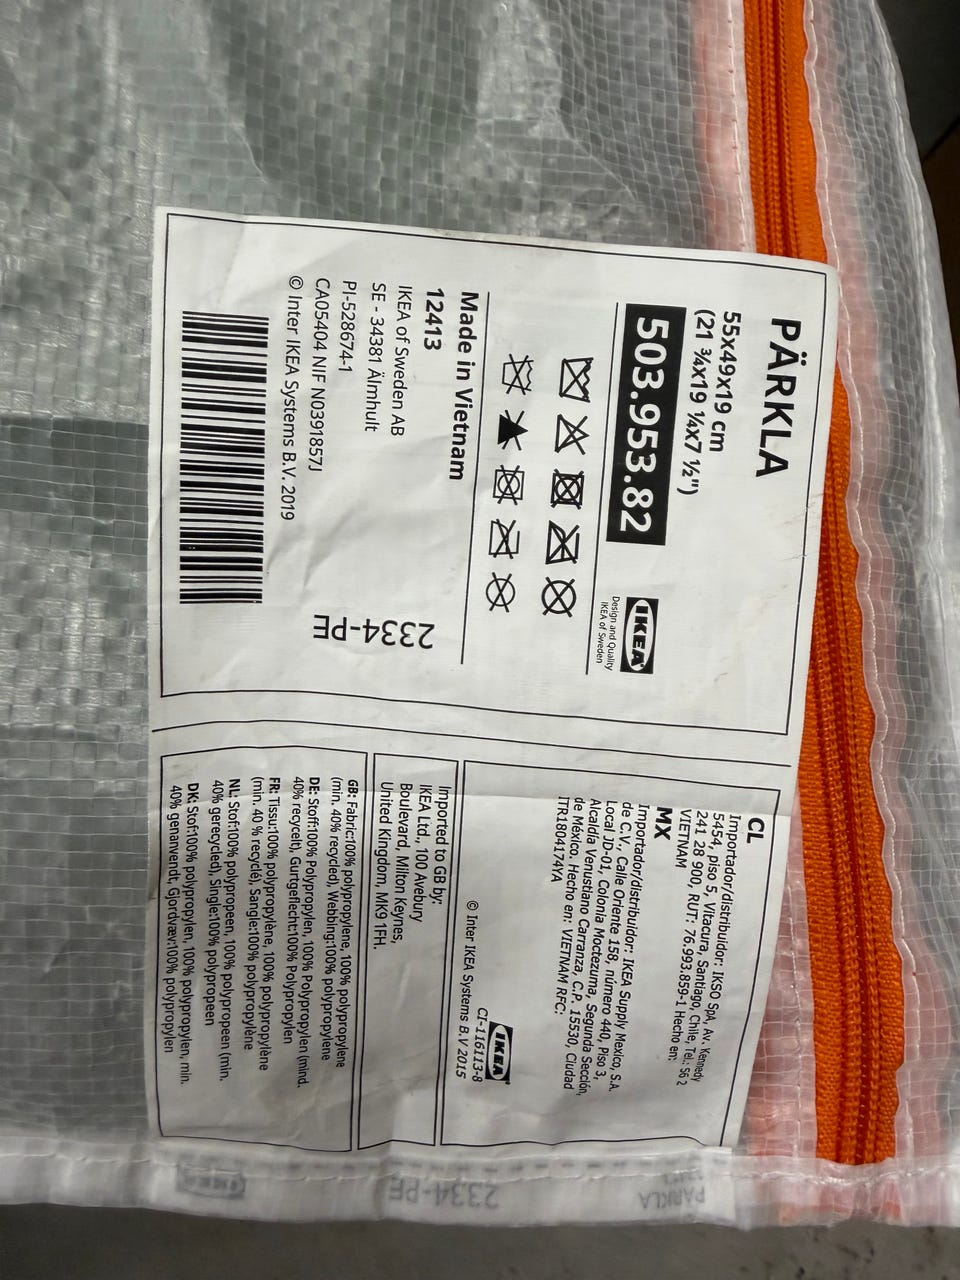 PÄRKLA
55x49x19 cm
(21 ¾x19 ¼x7 ½")
503.953.82
IKEA®
Design and Quality
IKEA of Sweden
Made in Vietnam
12413
IKEA of Sweden AB
SE - 34381 Älmhult
PI-528674-1
CA05404 NIF N0391857J
© Inter IKEA Systems B.V. 2019
2334-PE
CL
Importador/distribuidor: IKSO SpA, Av. Kennedy
5454, piso 5, Vitacura, Santiago, Chile, Tel.: 56 2
241 28 900, RUT: 76.993.859-1 Hecho en:
VIETNAM
MX
Importador/distribuidor: IKEA Supply Mexico, S.A.
de C.V., Calle Oriente 158, número 440, Piso 3,
Local JD-01, Colonia Moctezuma, Segunda Sección,
Alcaldía Venustiano Carranza, C.P. 15530, Ciudad
de México. Hecho en: VIETNAM RFC:
ITR180417AYA
IKEA®
CI-116113-8
© Inter IKEA Systems B.V 2015
Imported to GB by:
IKEA Ltd., 100 Avebury
Boulevard, Milton Keynes,
United Kingdom, MK9 1FH.
GB: Fabric:100% polypropylene, 100% polypropylene
(min. 40% recycled), Webbing:100% polypropylene
DE: Stoff:100% Polypropylen, 100% Polypropylen (mind.
40% recycelt), Gurtgeflecht:100% Polypropylen
FR: Tissu:100% polypropylène, 100% polypropylène
(min. 40 % recyclé), Sangle:100% polypropylène
NL: Stof:100% polypropeen, 100% polypropeen (min.
40% gerecycled), Single:100% polypropeen
DK: Stof:100% polypropylen, 100% polypropylen, min.
40% genanvendt, Gjordvæv:100% polypropylen
IKEA
2334-PE
PÄRKLA
12413